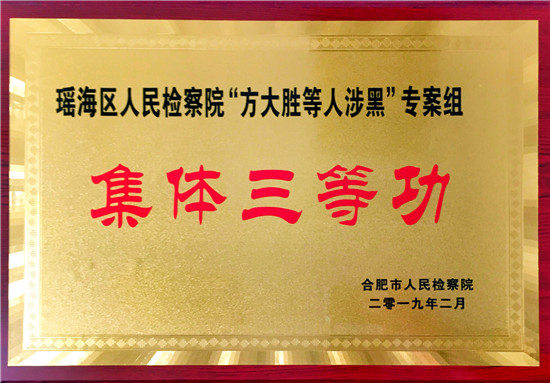 瑶海区人民检察院“方大胜等人涉黑”专案组
集体三等功
合肥市人民检察院
二零一九年二月